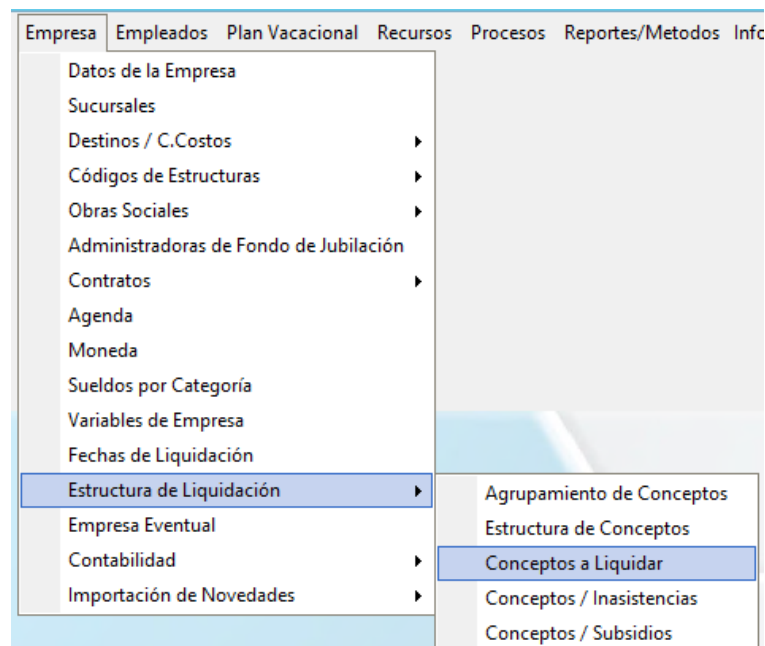 Empresa Empleados Plan Vacacional Recursos Procesos Reportes/Metodos Info
Datos de la Empresa
Sucursales
Destinos / C.Costos
Códigos de Estructuras
Obras Sociales
Administradoras de Fondo de Jubilación
Contratos
Agenda
Moneda
Sueldos por Categoría
Variables de Empresa
Fechas de Liquidación
Estructura de Liquidación
Empresa Eventual
Contabilidad
Importación de Novedades
Agrupamiento de Conceptos
Estructura de Conceptos
Conceptos a Liquidar
Conceptos / Inasistencias
Conceptos / Subsidios